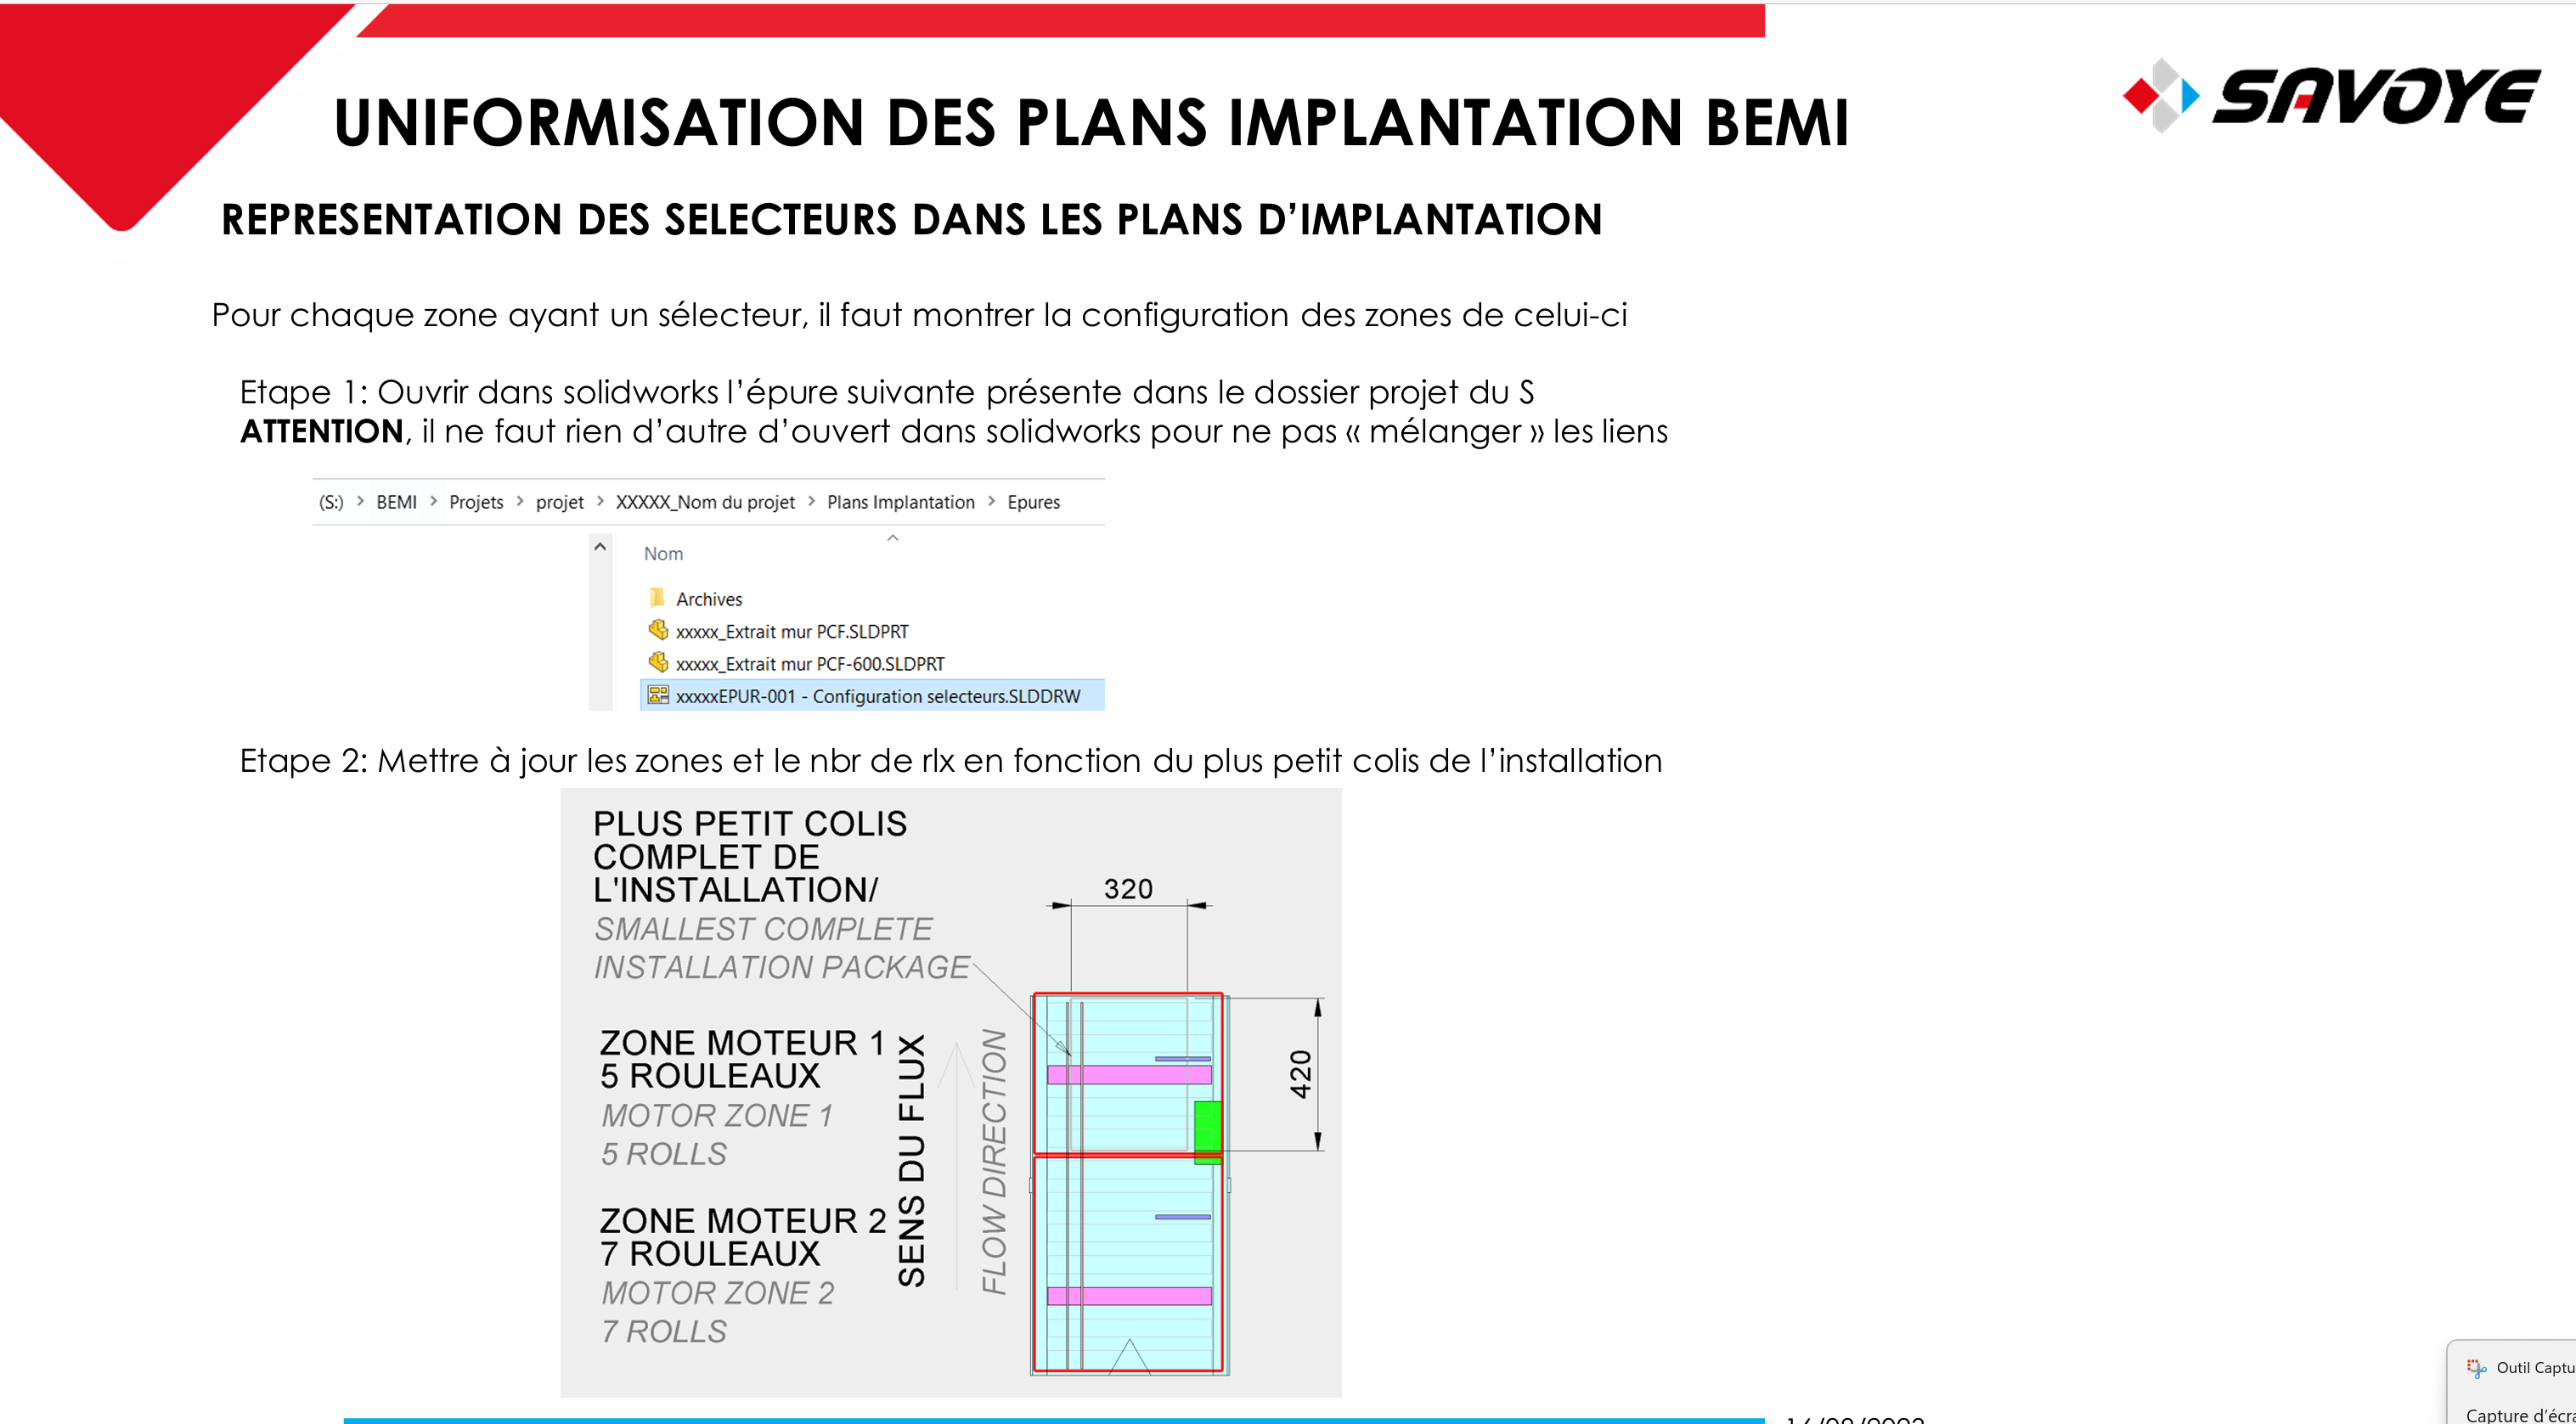 UNIFORMISATION DES PLANS IMPLANTATION BEMI
SAVOYE
REPRESENTATION DES SELECTEURS DANS LES PLANS D’IMPLANTATION
Pour chaque zone ayant un sélecteur, il faut montrer la configuration des zones de celui-ci
Etape 1: Ouvrir dans solidworks l’épure suivante présente dans le dossier projet du S
ATTENTION, il ne faut rien d’autre d’ouvert dans solidworks pour ne pas « mélanger » les liens
(S:) > BEMI > Projets > projet > XXXXX_Nom du projet > Plans Implantation > Epures
Nom
Archives
xxxxx_Extrait mur PCF.SLDPRT
xxxxx_Extrait mur PCF-600.SLDPRT
xxxxxEPUR-001 - Configuration selecteurs.SLDDRW
Etape 2: Mettre à jour les zones et le nbr de rlx en fonction du plus petit colis de l’installation
PLUS PETIT COLIS
COMPLET DE
L'INSTALLATION/
SMALLEST COMPLETE
INSTALLATION PACKAGE
320
420
ZONE MOTEUR 1
5 ROULEAUX
MOTOR ZONE 1
5 ROLLS
ZONE MOTEUR 2
7 ROULEAUX
MOTOR ZONE 2
7 ROLLS
SENS DU FLUX
FLOW DIRECTION
Outil Captu
Capture d’écra